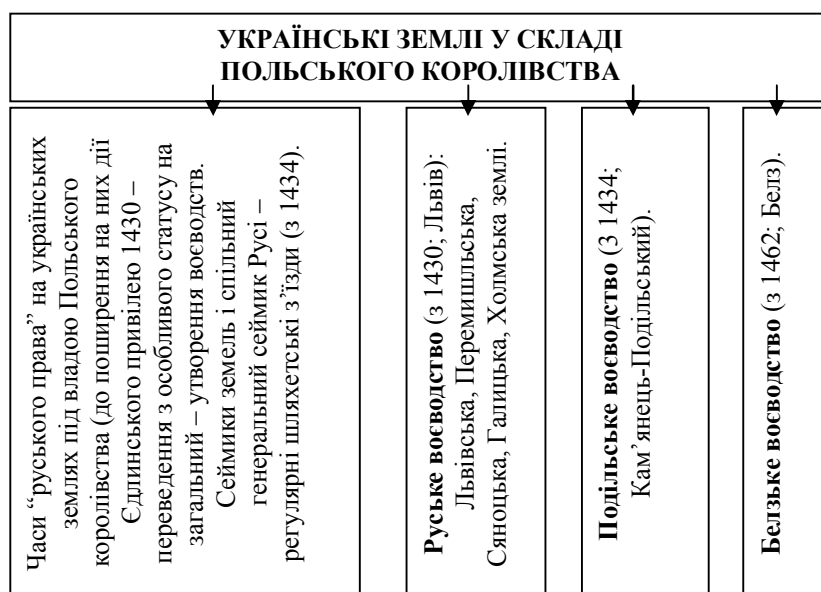 УКРАЇНСЬКІ ЗЕМЛІ У СКЛАДІ
ПОЛЬСЬКОГО КОРОЛІВСТВА
Часи “руського права” на українських
землях під владою Польського
королівства (до поширення на них дії
Єдлинського привілею 1430 –
переведення з особливого статусу на
загальний – утворення воєводств.
Сеймики земель і спільний
генеральний сеймик Русі –
регулярні шляхетські з’їзди (з 1434).
Руське воєводство (з 1430; Львів):
Львівська, Перемишльська,
Сяноцька, Галицька, Холмська землі.
Подільське воєводство (З 1434;
Кам’янець-Подільський).
Белзьке воєводство (з 1462; Белз).